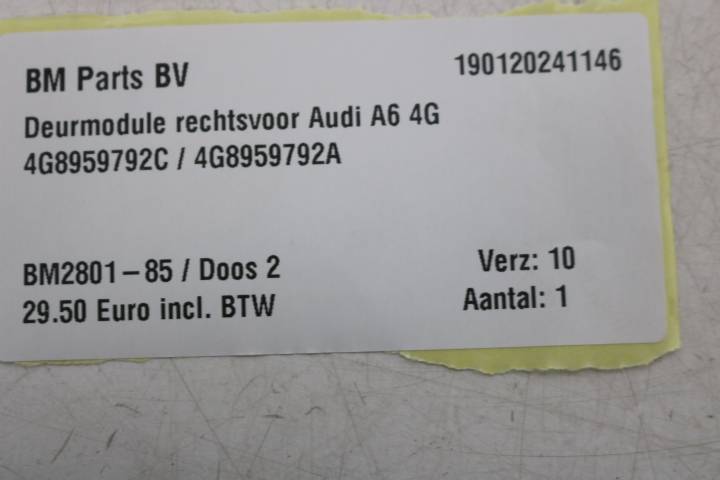 BM Parts BV 190120241146
Deurmodule rechtsvoor Audi A6 4G
4G8959792C / 4G8959792A
BM2801-85 / Doos 2 Verz: 10
29.50 Euro incl. BTW Aantal: 1